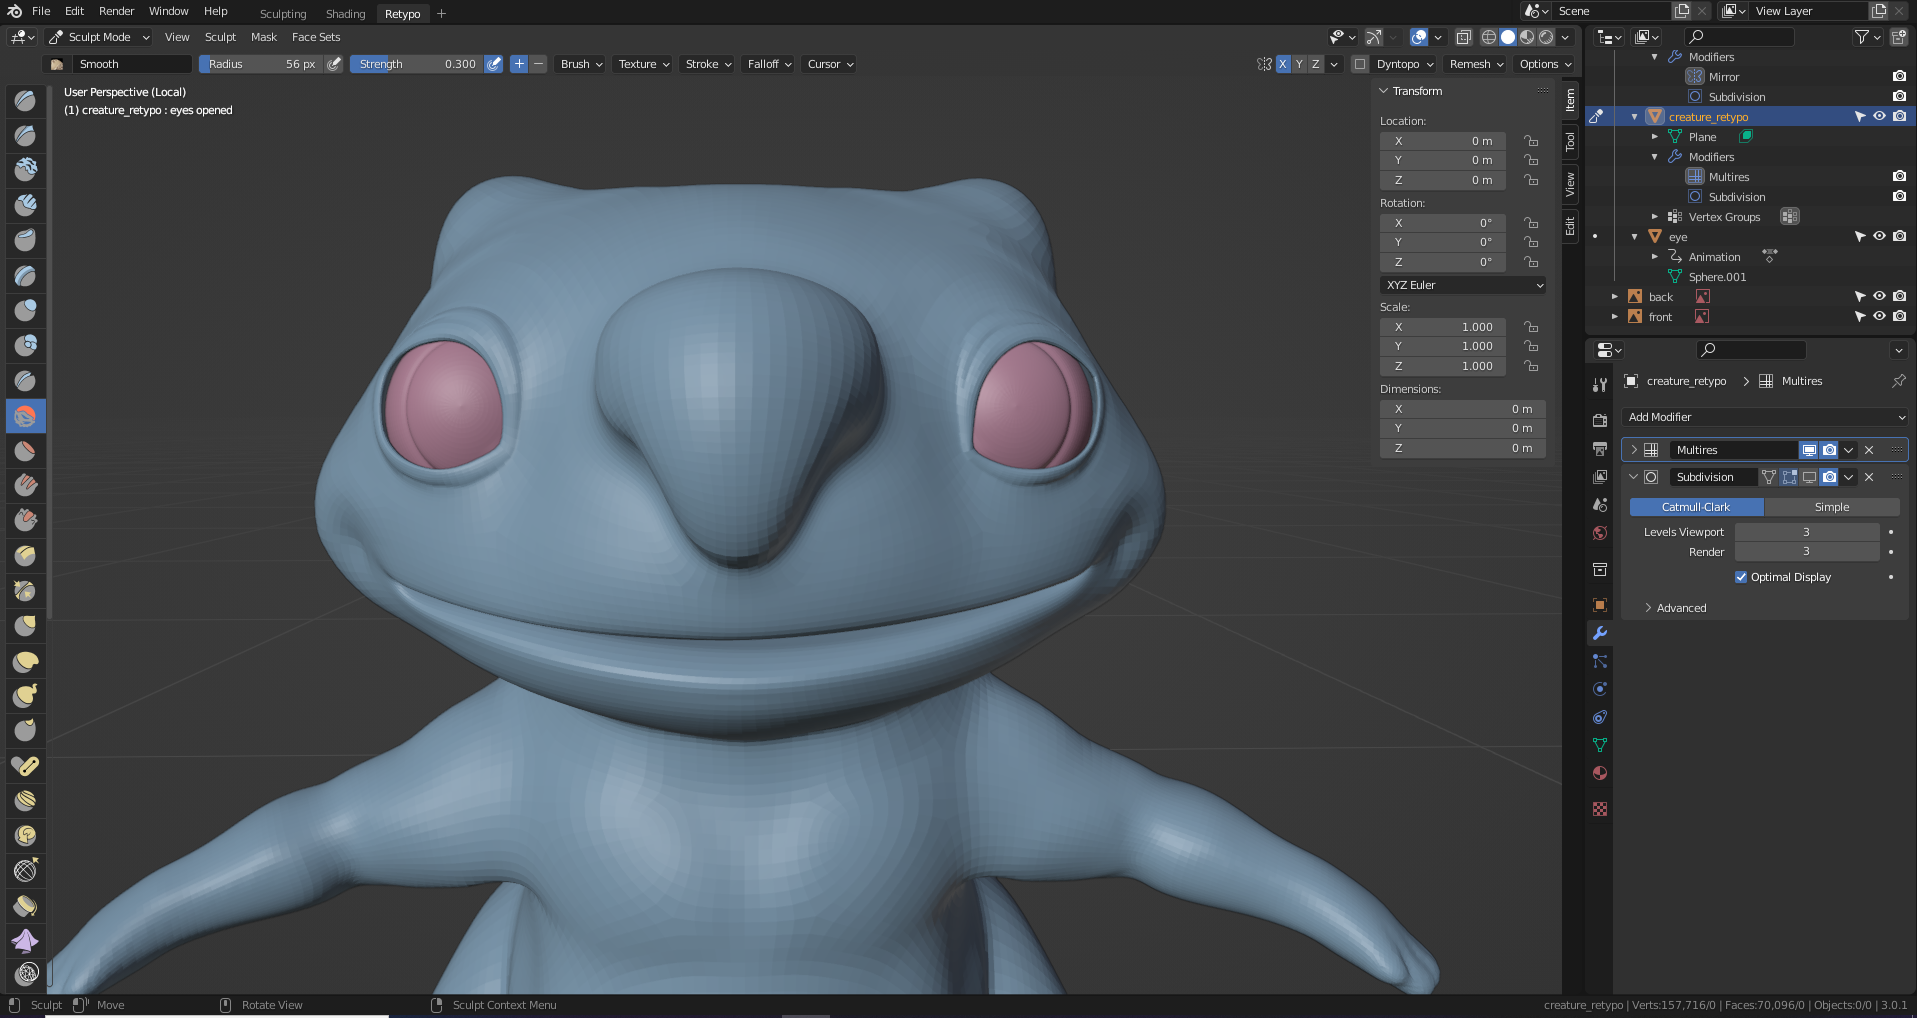 File Edit Render Window Help Sculpting Shading Retypo +
Scene View Layer
Sculpt Mode View Sculpt Mask Face Sets
Smooth Radius 56 px Strength 0.300 Brush Texture Stroke Falloff Cursor X Y Z Dyntopo Remesh Options
User Perspective (Local)
(1) creature_retypo : eyes opened
Transform
Location:
X 0 m
Y 0 m
Z 0 m
Rotation:
X 0°
Y 0°
Z 0°
XYZ Euler
Scale:
X 1.000
Y 1.000
Z 1.000
Dimensions:
X 0 m
Y 0 m
Z 0 m
Item
Tool
View
Edit
Modifiers
Mirror
Subdivision
creature_retypo
Plane
Modifiers
Multires
Subdivision
Vertex Groups
eye
Animation
Sphere.001
back
front
creature_retypo > Multires
Add Modifier
Multires
Subdivision
Catmull-Clark Simple
Levels Viewport 3
Render 3
Optimal Display
Advanced
Sculpt Move Rotate View Sculpt Context Menu
creature_retypo | Verts:157,716/0 | Faces:70,096/0 | Objects:0/0 | 3.0.1